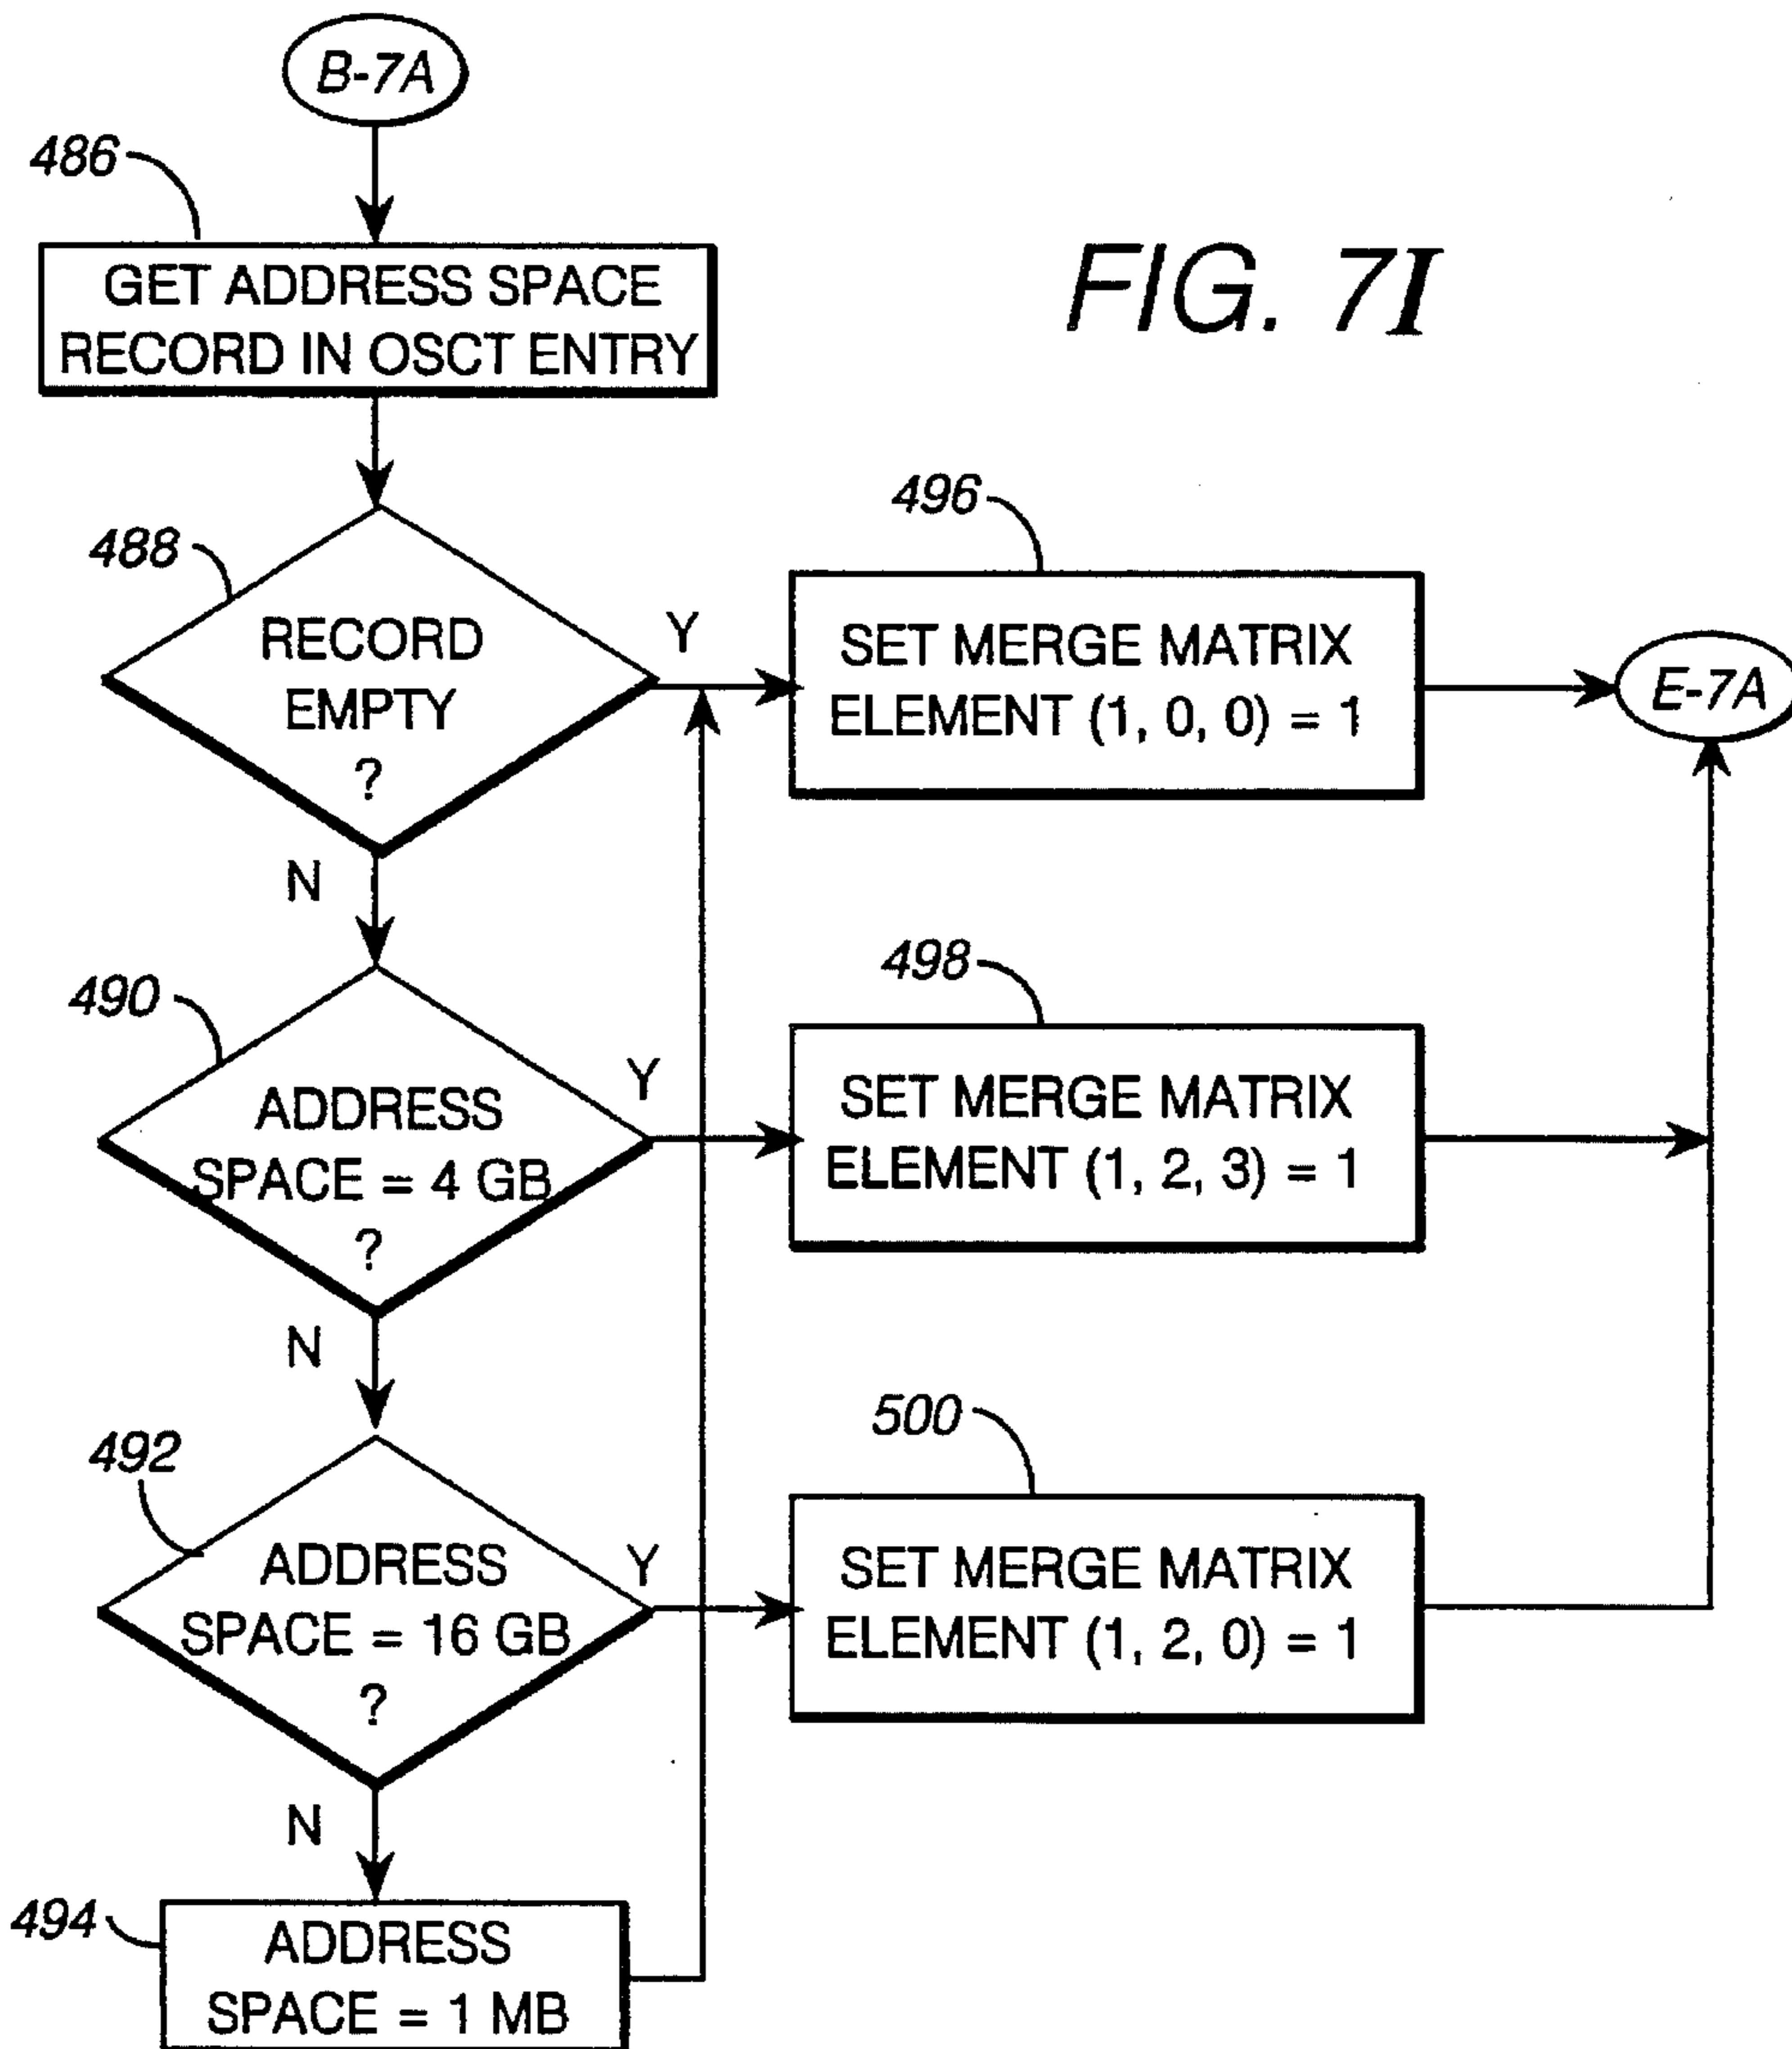 B-7A
486
GET ADDRESS SPACE
RECORD IN OSCT ENTRY
FIG. 7I
488
RECORD
EMPTY
?
Y
N
496
SET MERGE MATRIX
ELEMENT (1, 0, 0) = 1
E-7A
490
ADDRESS
SPACE = 4 GB
?
Y
N
498
SET MERGE MATRIX
ELEMENT (1, 2, 3) = 1
492
ADDRESS
SPACE = 16 GB
?
Y
N
500
SET MERGE MATRIX
ELEMENT (1, 2, 0) = 1
494
ADDRESS
SPACE = 1 MB